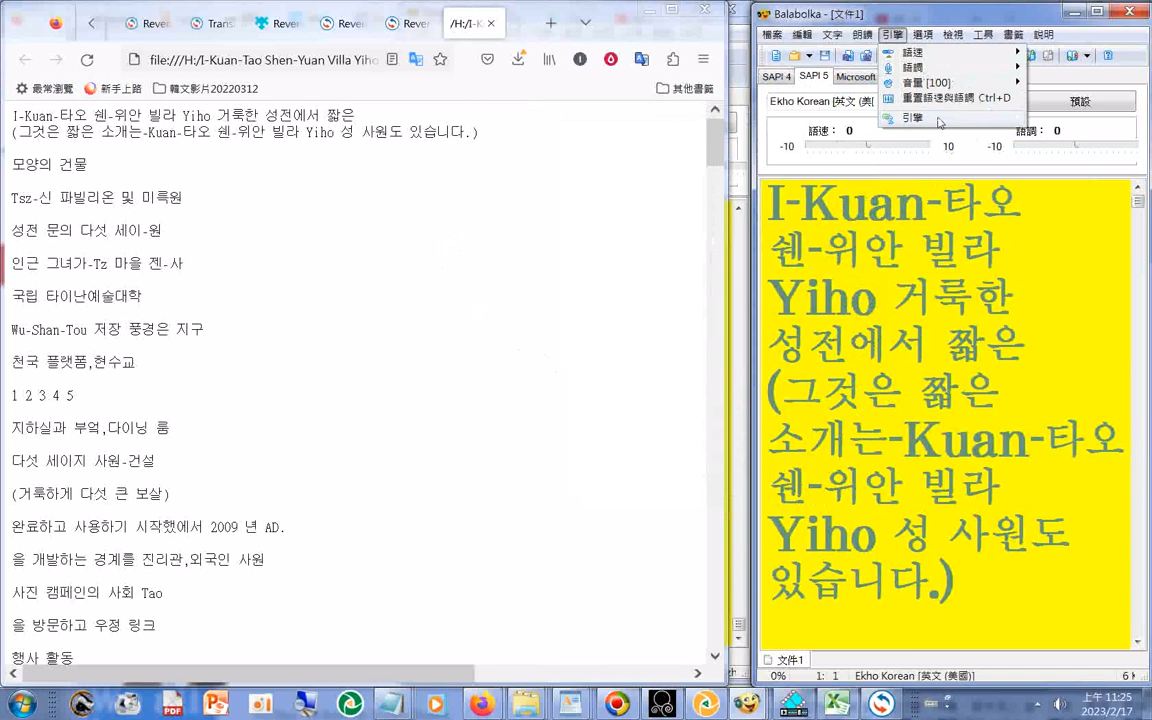 Rever
Trans
Rever
Rever
Rever
/H:/I-K
file:///H:/I-Kuan-Tao Shen-Yuan Villa Yiho
最常瀏覽
新手上路
韓文影片20220312
其他書籤
I-Kuan-타오 쉔-위안 빌라 Yiho 거룩한 성전에서 짧은
(그것은 짧은 소개는-Kuan-타오 쉔-위안 빌라 Yiho 성 사원도 있습니다.)
모양의 건물
Tsz-신 파빌리온 및 미륵원
성전 문의 다섯 세이-원
인근 그녀가-Tz 마을 젠-사
국립 타이난예술대학
Wu-Shan-Tou 저장 풍경은 지구
천국 플랫폼,현수교
1 2 3 4 5
지하실과 부엌,다이닝 룸
다섯 세이지 사원-건설
(거룩하게 다섯 큰 보살)
완료하고 사용하기 시작했에서 2009 년 AD.
을 개발하는 경계를 진리관,외국인 사원
사진 캠페인의 사회 Tao
을 방문하고 우정 링크
행사 활동
Balabolka - [文件1]
檔案 編輯 文字 朗讀 引擎 選項 檢視 工具 書籤 說明
語速
語調
音量 [100]
重置語速與語調 Ctrl+D
引擎
SAPI 4 SAPI 5 Microsoft
Ekho Korean [英文 (美國
預設
語速： 0
語調： 0
-10 10 -10
I-Kuan-타오
쉔-위안 빌라
Yiho 거룩한
성전에서 짧은
(그것은 짧은
소개는-Kuan-타오
쉔-위안 빌라
Yiho 성 사원도
있습니다.)
文件1
0% 1: 1 Ekho Korean [英文 (美國)]
上午 11:25
2023/2/17